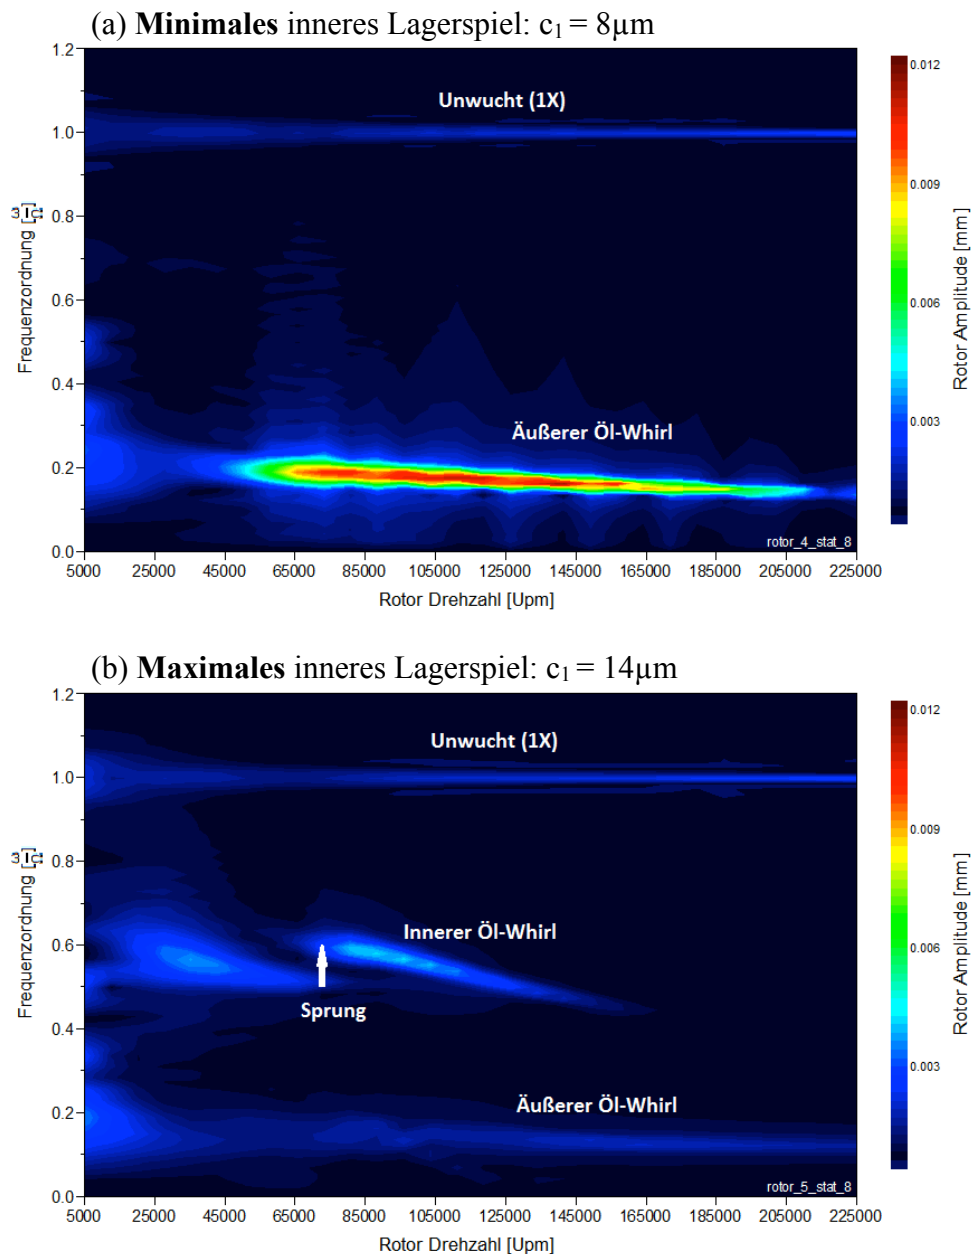 (a) Minimales inneres Lagerspiel: c₁ = 8µm
1.2
1.0
0.8
0.6
0.4
0.2
0.0
Frequenzordnung [-]
Unwucht (1X)
Äußerer Öl-Whirl
rotor_4_stat_8
5000 25000 45000 65000 85000 105000 125000 145000 165000 185000 205000 225000
Rotor Drehzahl [Upm]
0.012
0.009
0.006
0.003
Rotor Amplitude [mm]
(b) Maximales inneres Lagerspiel: c₁ = 14µm
1.2
1.0
0.8
0.6
0.4
0.2
0.0
Frequenzordnung [-]
Unwucht (1X)
Innerer Öl-Whirl
Sprung
Äußerer Öl-Whirl
rotor_5_stat_8
5000 25000 45000 65000 85000 105000 125000 145000 165000 185000 205000 225000
Rotor Drehzahl [Upm]
0.012
0.009
0.006
0.003
Rotor Amplitude [mm]